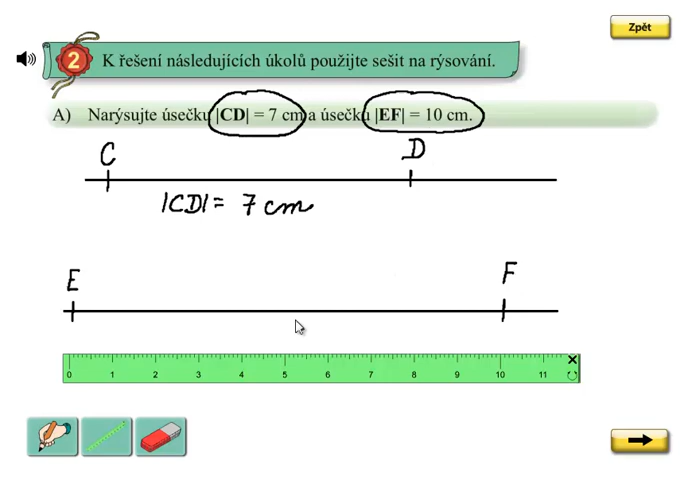 Zpět
2 K řešení následujících úkolů použijte sešit na rýsování.
A) Narýsujte úsečku |CD| = 7 cm a úsečku |EF| = 10 cm.
C D
|CD| = 7 cm
E F
0 1 2 3 4 5 6 7 8 9 10 11